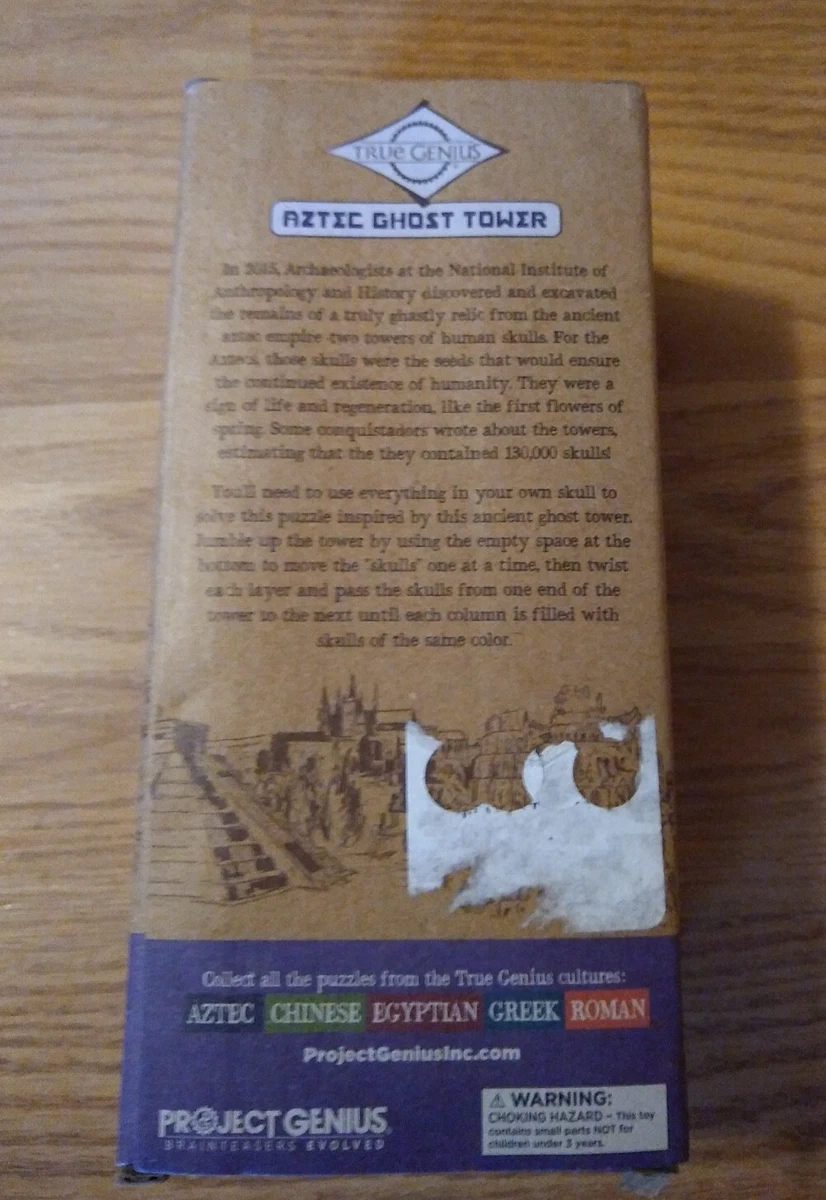 TRUE GENIUS
AZTEC GHOST TOWER
In 2015, Archaeologists at the National Institute of
Anthropology and History discovered and excavated
the remains of a truly ghastly relic from the ancient
aztec empire-two towers of human skulls. For the
Aztecs, those skulls were the seeds that would ensure
the continued existence of humanity. They were a
sign of life and regeneration, like the first flowers of
spring. Some conquistadors wrote about the towers,
estimating that the they contained 130,000 skulls!
You'll need to use everything in your own skull to
solve this puzzle inspired by this ancient ghost tower.
Jumble up the tower by using the empty space at the
bottom to move the "skulls" one at a time, then twist
each layer and pass the skulls from one end of the
tower to the next until each column is filled with
skulls of the same color."
Collect all the puzzles from the True Genius cultures:
AZTEC CHINESE EGYPTIAN GREEK ROMAN
ProjectGeniusInc.com
PROJECT GENIUS
BRAINTEASERS EVOLVED
WARNING:
CHOKING HAZARD - This toy
contains small parts NOT for
children under 3 years.